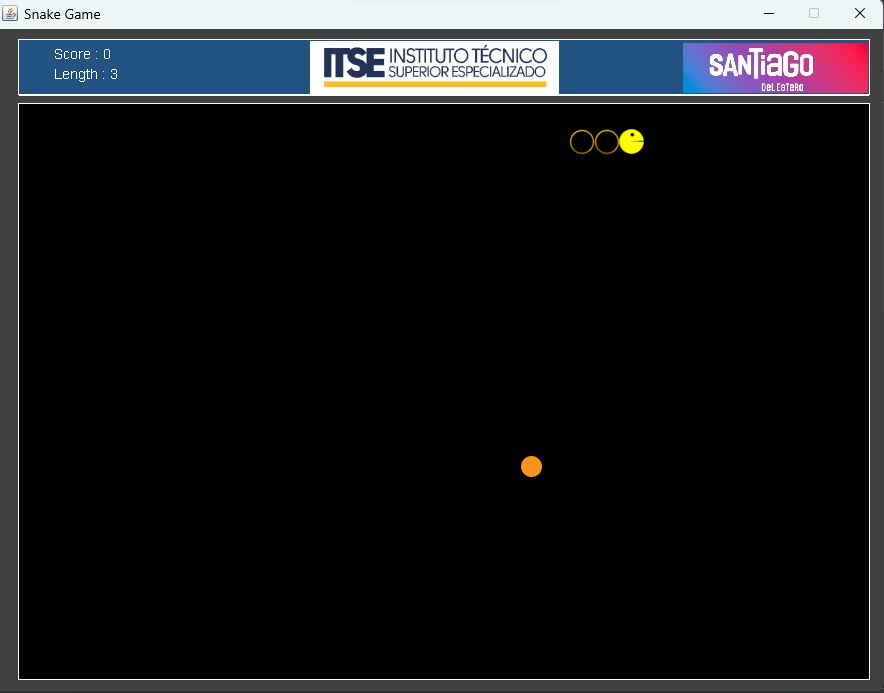 Snake Game
Score : 0
Length : 3
ITSE INSTITUTO TÉCNICO
SUPERIOR ESPECIALIZADO
SANTiaGO
DeL EsTeRo